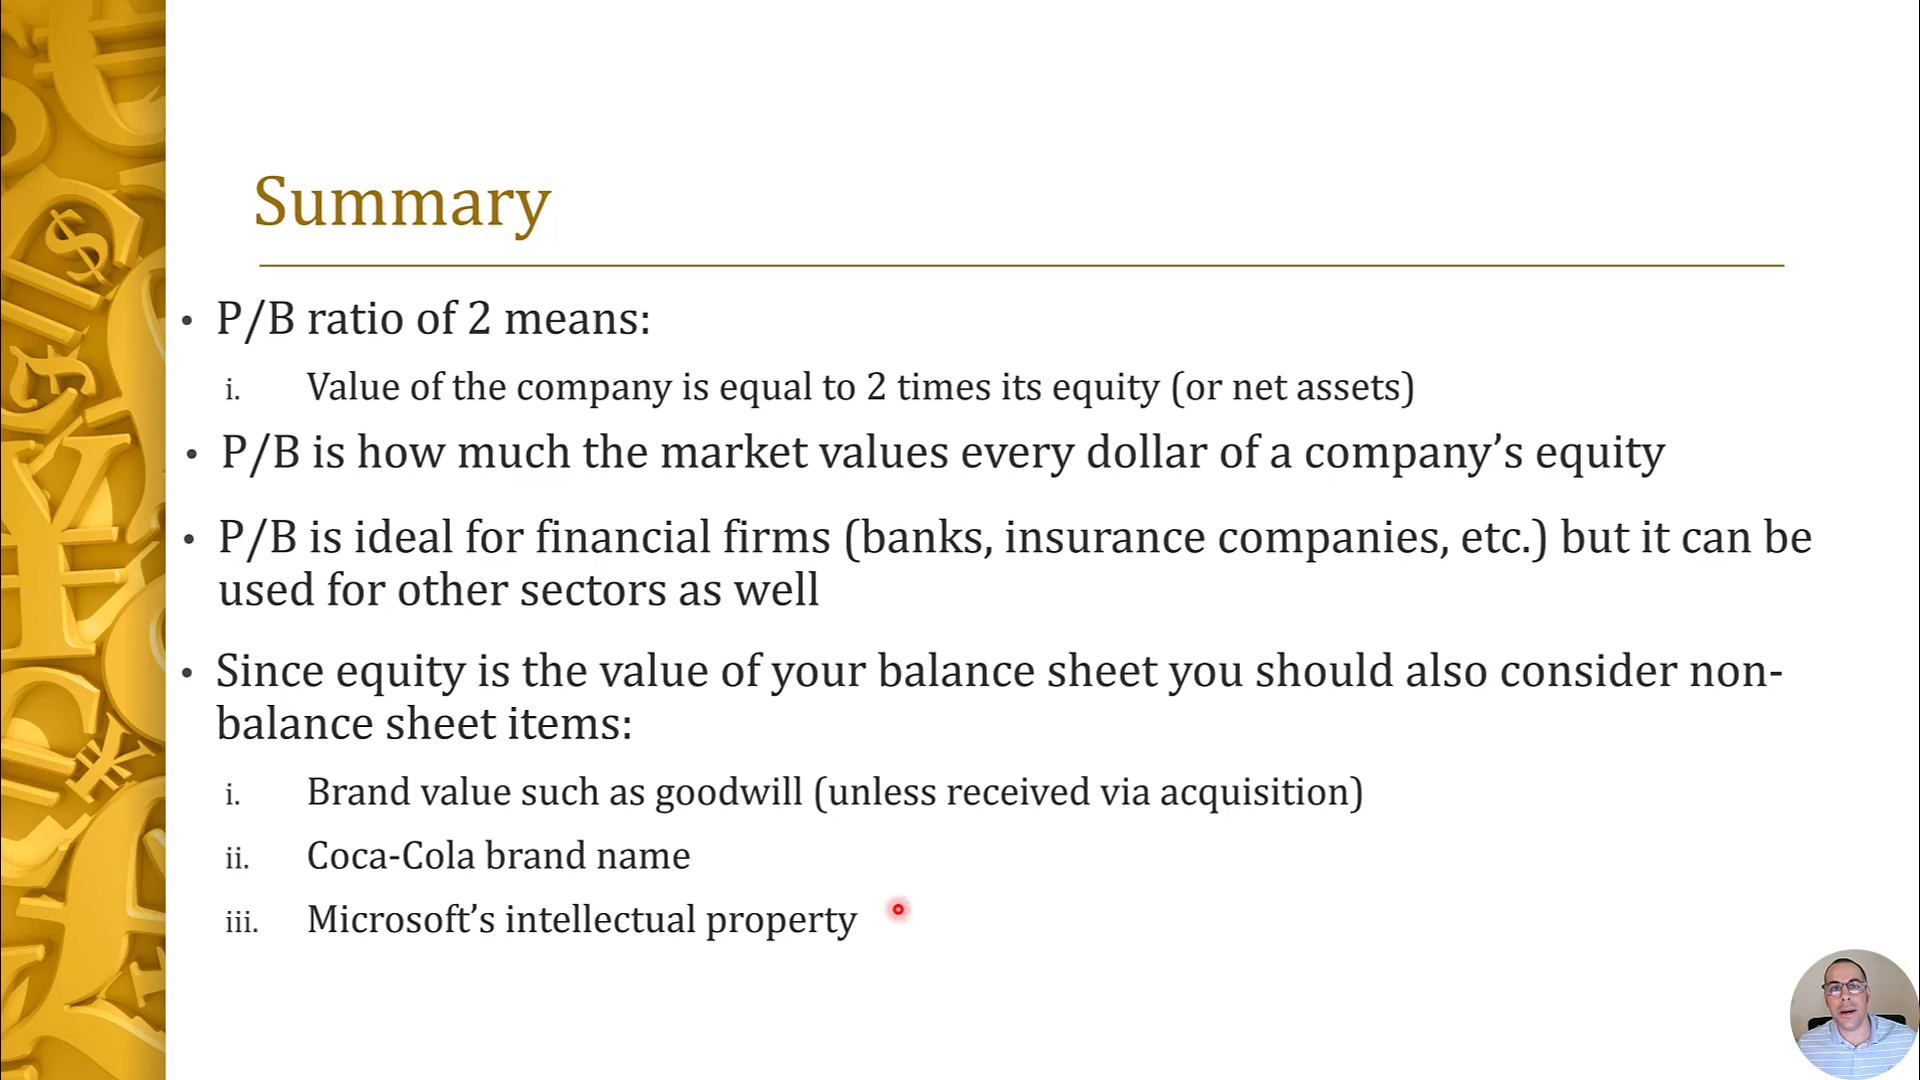 Summary
• P/B ratio of 2 means:
i. Value of the company is equal to 2 times its equity (or net assets)
• P/B is how much the market values every dollar of a company’s equity
• P/B is ideal for financial firms (banks, insurance companies, etc.) but it can be
used for other sectors as well
• Since equity is the value of your balance sheet you should also consider non-
balance sheet items:
i. Brand value such as goodwill (unless received via acquisition)
ii. Coca-Cola brand name
iii. Microsoft’s intellectual property